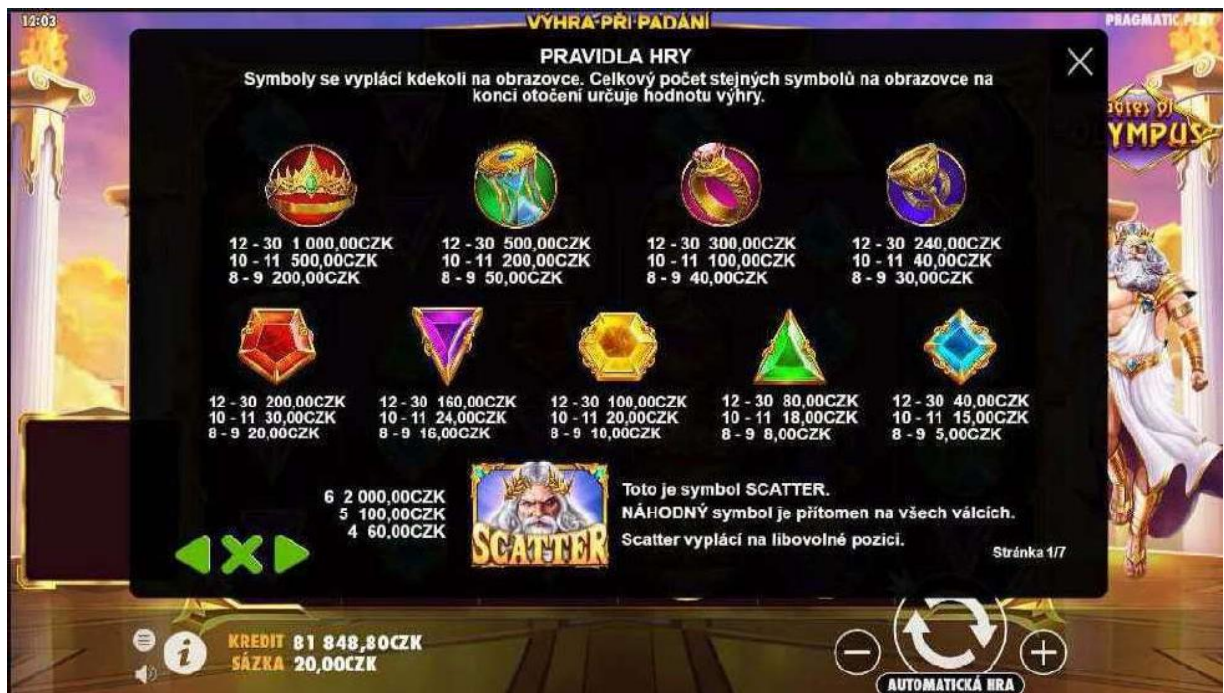 12:03
VÝHRA PŘI PADÁNÍ
PRAGMATIC PLAY
PRAVIDLA HRY
Symboly se vyplácí kdekoli na obrazovce. Celkový počet stejných symbolů na obrazovce na
konci otočení určuje hodnotu výhry.
OLYMPUS
12 - 30 1 000,00CZK
10 - 11 500,00CZK
8 - 9 200,00CZK
12 - 30 500,00CZK
10 - 11 200,00CZK
8 - 9 50,00CZK
12 - 30 300,00CZK
10 - 11 100,00CZK
8 - 9 40,00CZK
12 - 30 240,00CZK
10 - 11 40,00CZK
8 - 9 30,00CZK
12 - 30 200,00CZK
10 - 11 30,00CZK
8 - 9 20,00CZK
12 - 30 160,00CZK
10 - 11 24,00CZK
8 - 9 16,00CZK
12 - 30 100,00CZK
10 - 11 20,00CZK
8 - 9 10,00CZK
12 - 30 80,00CZK
10 - 11 18,00CZK
8 - 9 8,00CZK
12 - 30 40,00CZK
10 - 11 15,00CZK
8 - 9 5,00CZK
6 2 000,00CZK
5 100,00CZK
4 60,00CZK
SCATTER
Toto je symbol SCATTER.
NÁHODNÝ symbol je přítomen na všech válcích.
Scatter vyplácí na libovolné pozici.
Stránka 1/7
KREDIT 81 848,80CZK
SÁZKA 20,00CZK
AUTOMATICKÁ HRA